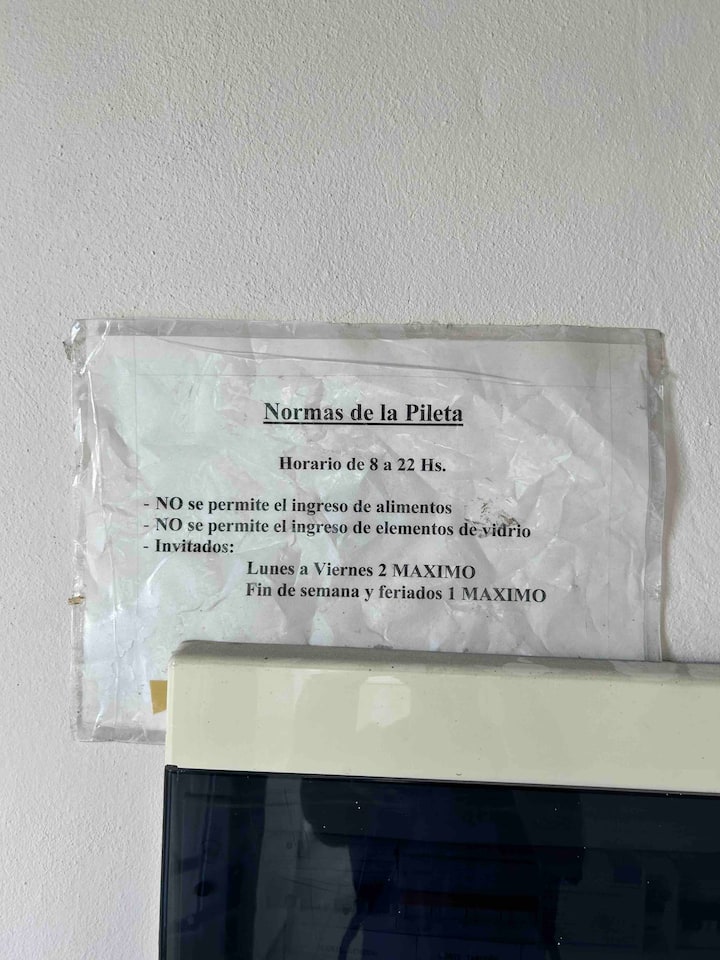 Normas de la Pileta
Horario de 8 a 22 Hs.
- NO se permite el ingreso de alimentos
- NO se permite el ingreso de elementos de vidrio
- Invitados:
Lunes a Viernes 2 MAXIMO
Fin de semana y feriados 1 MAXIMO